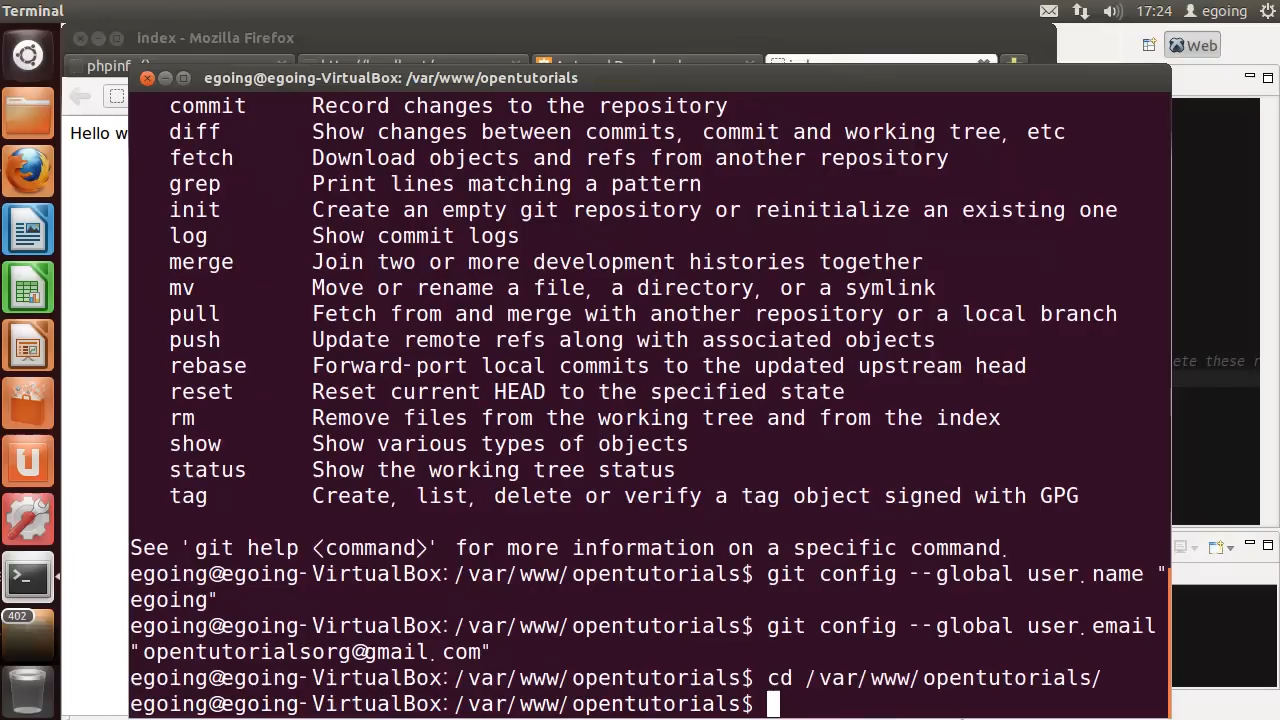 Terminal
17:24
egoing
index - Mozilla Firefox
Web
egoing@egoing-VirtualBox: /var/www/opentutorials
Hello w
commit Record changes to the repository
diff Show changes between commits, commit and working tree, etc
fetch Download objects and refs from another repository
grep Print lines matching a pattern
init Create an empty git repository or reinitialize an existing one
log Show commit logs
merge Join two or more development histories together
mv Move or rename a file, a directory, or a symlink
pull Fetch from and merge with another repository or a local branch
push Update remote refs along with associated objects
rebase Forward-port local commits to the updated upstream head
ete these r
reset Reset current HEAD to the specified state
rm Remove files from the working tree and from the index
show Show various types of objects
status Show the working tree status
tag Create, list, delete or verify a tag object signed with GPG
See 'git help <command>' for more information on a specific command.
egoing@egoing-VirtualBox:/var/www/opentutorials$ git config --global user.name "
egoing"
egoing@egoing-VirtualBox:/var/www/opentutorials$ git config --global user.email
"opentutorialsorg@gmail.com"
egoing@egoing-VirtualBox:/var/www/opentutorials$ cd /var/www/opentutorials/
egoing@egoing-VirtualBox:/var/www/opentutorials$
402